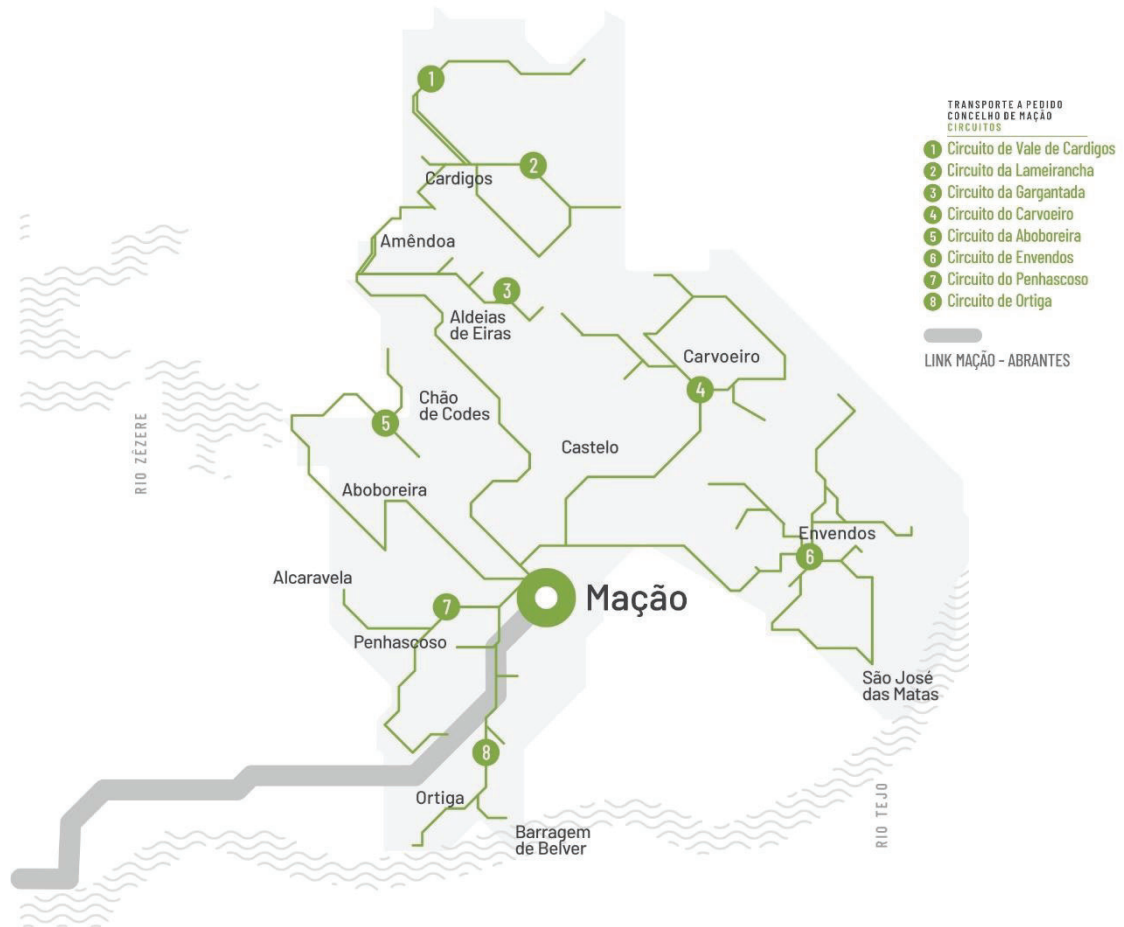 1
TRANSPORTE A PEDIDO
CONCELHO DE MAÇÃO
CIRCUITOS
1 Circuito de Vale de Cardigos
2 Circuito da Lameirancha
3 Circuito da Gargantada
4 Circuito do Carvoeiro
5 Circuito da Aboboreira
6 Circuito de Envendos
7 Circuito do Penhascoso
8 Circuito de Ortiga
LINK MAÇÃO - ABRANTES
2
Cardigos
Amêndoa
3
Aldeias
de Eiras
Carvoeiro
4
Chão
de Codes
5
RIO ZÉZERE
Castelo
Aboboreira
Envendos
6
Alcaravela
Mação
7
Penhascoso
São José
das Matas
8
Ortiga
RIO TEJO
Barragem
de Belver